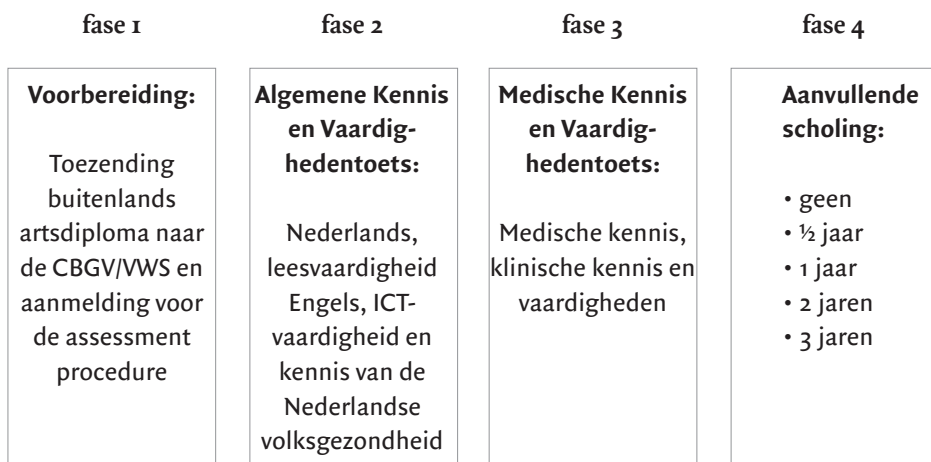 fase 1
fase 2
fase 3
fase 4
Voorbereiding:
Toezending
buitenlands
artsdiploma naar
de CBGV/VWS en
aanmelding voor
de assessment
procedure
Algemene Kennis
en Vaardig-
hedentoets:
Nederlands,
leesvaardigheid
Engels, ICT-
vaardigheid en
kennis van de
Nederlandse
volksgezondheid
Medische Kennis
en Vaardig-
hedentoets:
Medische kennis,
klinische kennis en
vaardigheden
Aanvullende
scholing:
• geen
• ½ jaar
• 1 jaar
• 2 jaren
• 3 jaren